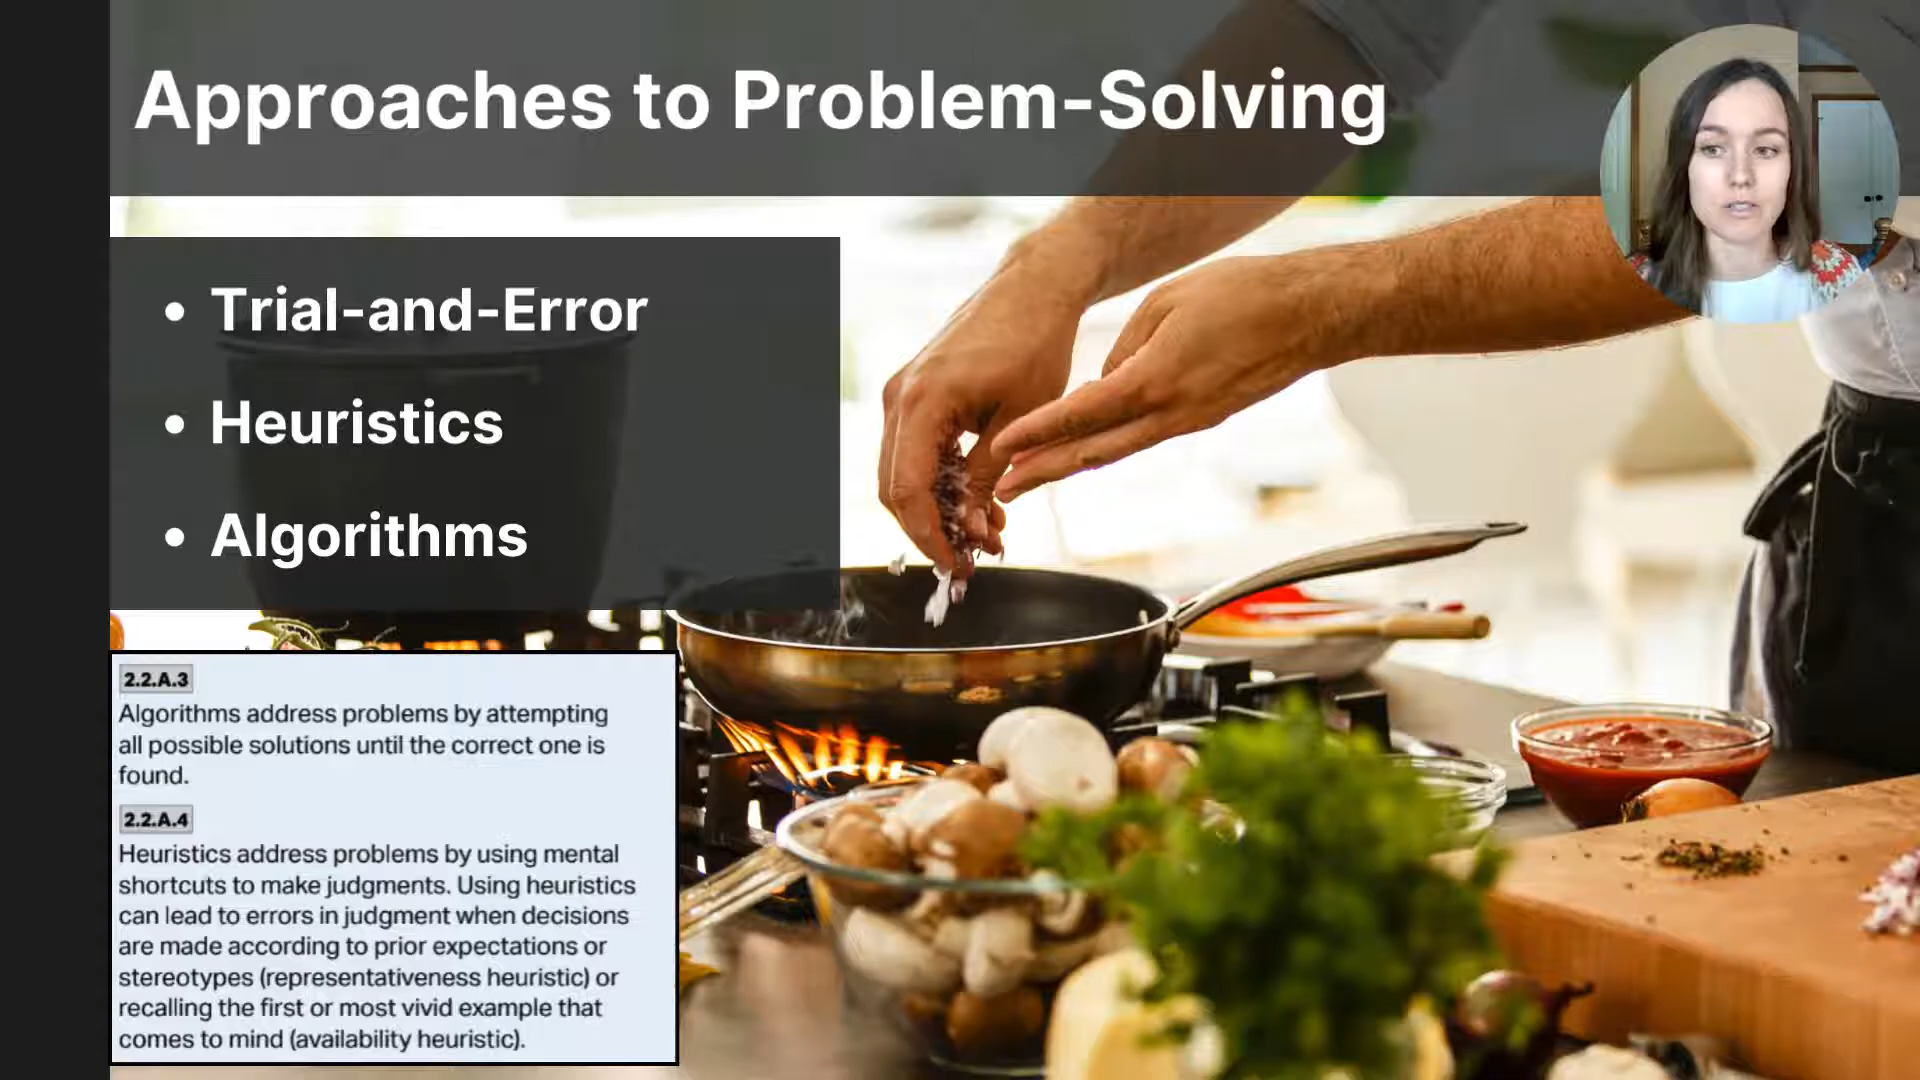 Approaches to Problem-Solving
• Trial-and-Error
• Heuristics
• Algorithms
2.2.A.3
Algorithms address problems by attempting
all possible solutions until the correct one is
found.
2.2.A.4
Heuristics address problems by using mental
shortcuts to make judgments. Using heuristics
can lead to errors in judgment when decisions
are made according to prior expectations or
stereotypes (representativeness heuristic) or
recalling the first or most vivid example that
comes to mind (availability heuristic).